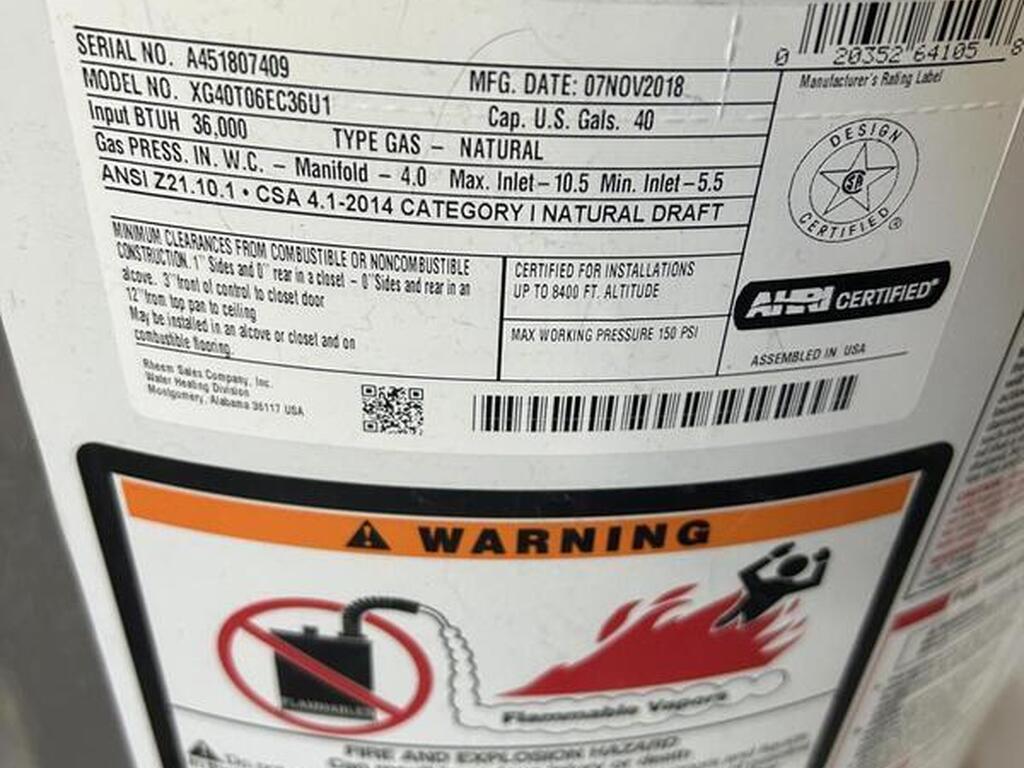 SERIAL NO. A451807409
MFG. DATE: 07NOV2018
MODEL NO. XG40T06EC36U1
Cap. U.S. Gals. 40
Input BTUH 36,000
TYPE GAS – NATURAL
Gas PRESS. IN. W.C. – Manifold – 4.0 Max. Inlet – 10.5 Min. Inlet – 5.5
ANSI Z21.10.1 • CSA 4.1-2014 CATEGORY I NATURAL DRAFT
MINIMUM CLEARANCES FROM COMBUSTIBLE OR NONCOMBUSTIBLE
CONSTRUCTION. 1" Sides and 0" rear in a closet – 0" Sides and rear in an
alcove. 3" front of control to closet door
12" from top pan to ceiling
May be installed in an alcove or closet and on
combustible flooring.
CERTIFIED FOR INSTALLATIONS
UP TO 8400 FT. ALTITUDE
MAX WORKING PRESSURE 150 PSI
Rheem Sales Company, Inc.
Water Heating Division
Montgomery, Alabama 36117 USA
0 20352 64105 8
Manufacturer's Rating Label
DESIGN
CSA
CERTIFIED®
AHRI CERTIFIED®
ASSEMBLED IN USA
WARNING
FLAMMABLES
Flammable Vapors
FIRE AND EXPLOSION HAZARD